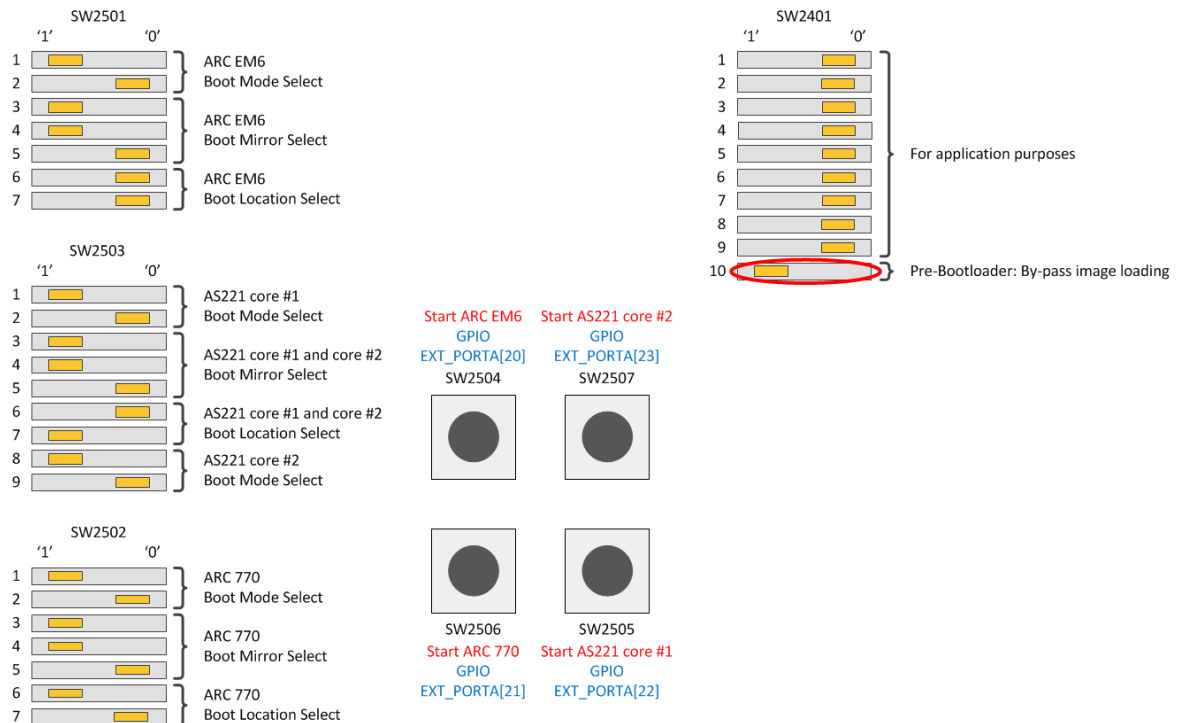 SW2501
‘1’ ‘0’
1
2
ARC EM6
Boot Mode Select
3
4
5
ARC EM6
Boot Mirror Select
6
7
ARC EM6
Boot Location Select
SW2503
‘1’ ‘0’
1
2
AS221 core #1
Boot Mode Select
3
4
5
AS221 core #1 and core #2
Boot Mirror Select
6
7
AS221 core #1 and core #2
Boot Location Select
8
9
AS221 core #2
Boot Mode Select
SW2502
‘1’ ‘0’
1
2
ARC 770
Boot Mode Select
3
4
5
ARC 770
Boot Mirror Select
6
7
ARC 770
Boot Location Select
Start ARC EM6
GPIO
EXT_PORTA[20]
SW2504
Start AS221 core #2
GPIO
EXT_PORTA[23]
SW2507
SW2506
Start ARC 770
GPIO
EXT_PORTA[21]
SW2505
Start AS221 core #1
GPIO
EXT_PORTA[22]
SW2401
‘1’ ‘0’
1
2
3
4
5
6
7
8
9
For application purposes
10
Pre-Bootloader: By-pass image loading